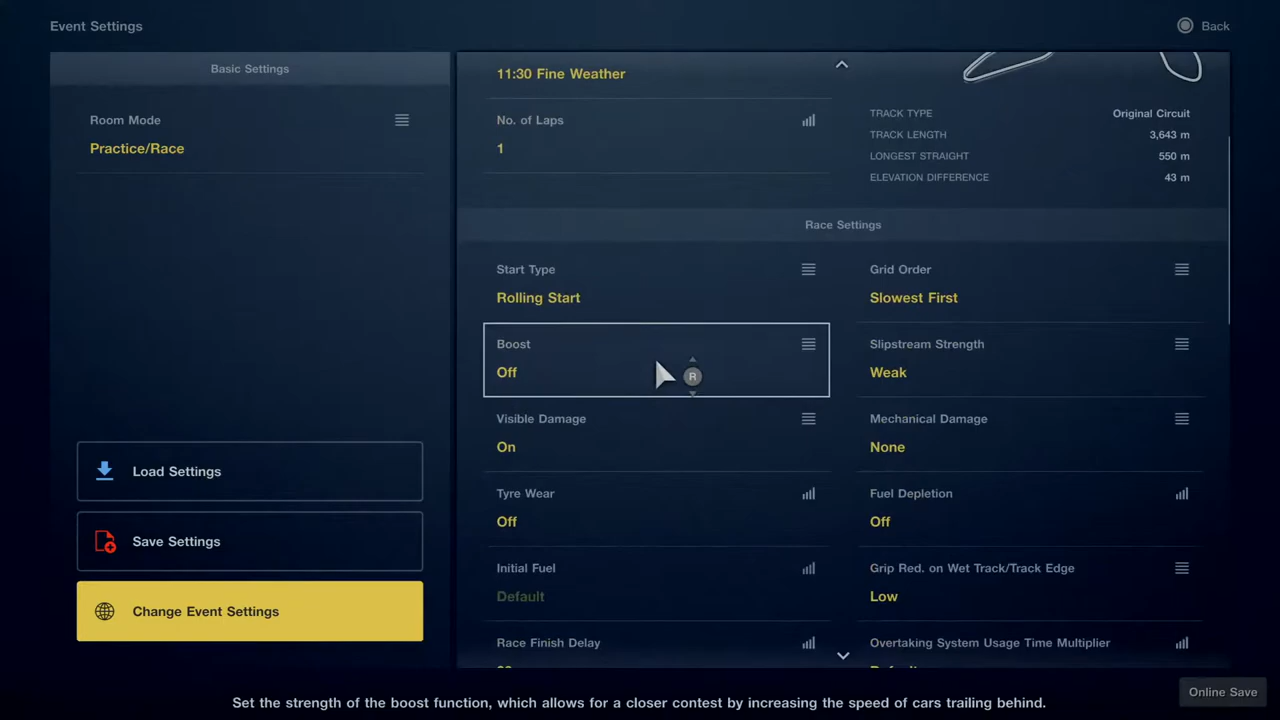 Event Settings
Back
Basic Settings
Room Mode
Practice/Race
Load Settings
Save Settings
Change Event Settings
11:30 Fine Weather
No. of Laps
1
TRACK TYPE Original Circuit
TRACK LENGTH 3,643 m
LONGEST STRAIGHT 550 m
ELEVATION DIFFERENCE 43 m
Race Settings
Start Type
Rolling Start
Grid Order
Slowest First
Boost
Off
R
Slipstream Strength
Weak
Visible Damage
On
Mechanical Damage
None
Tyre Wear
Off
Fuel Depletion
Off
Initial Fuel
Default
Grip Red. on Wet Track/Track Edge
Low
Race Finish Delay
Overtaking System Usage Time Multiplier
Online Save
Set the strength of the boost function, which allows for a closer contest by increasing the speed of cars trailing behind.